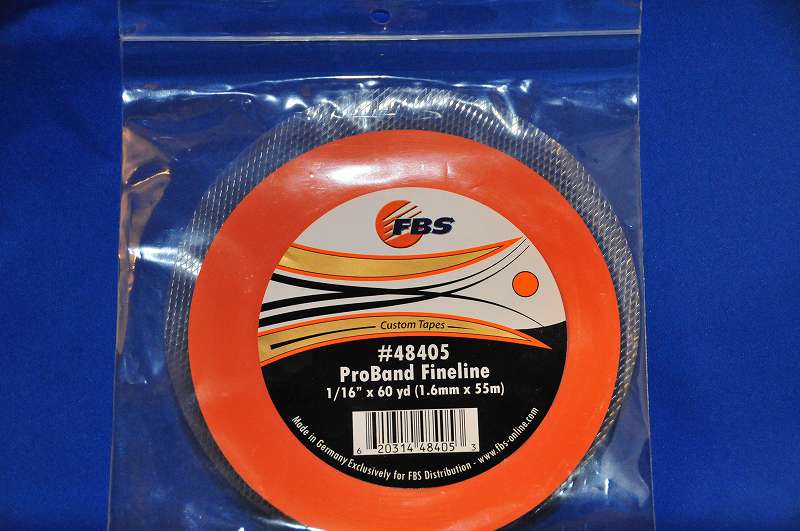 FBS
Custom Tapes
#48405
ProBand Fineline
1/16" x 60 yd (1.6mm x 55m)
6 20314 48405 3
Made in Germany Exclusively for FBS Distribution - www.fbs-online.com